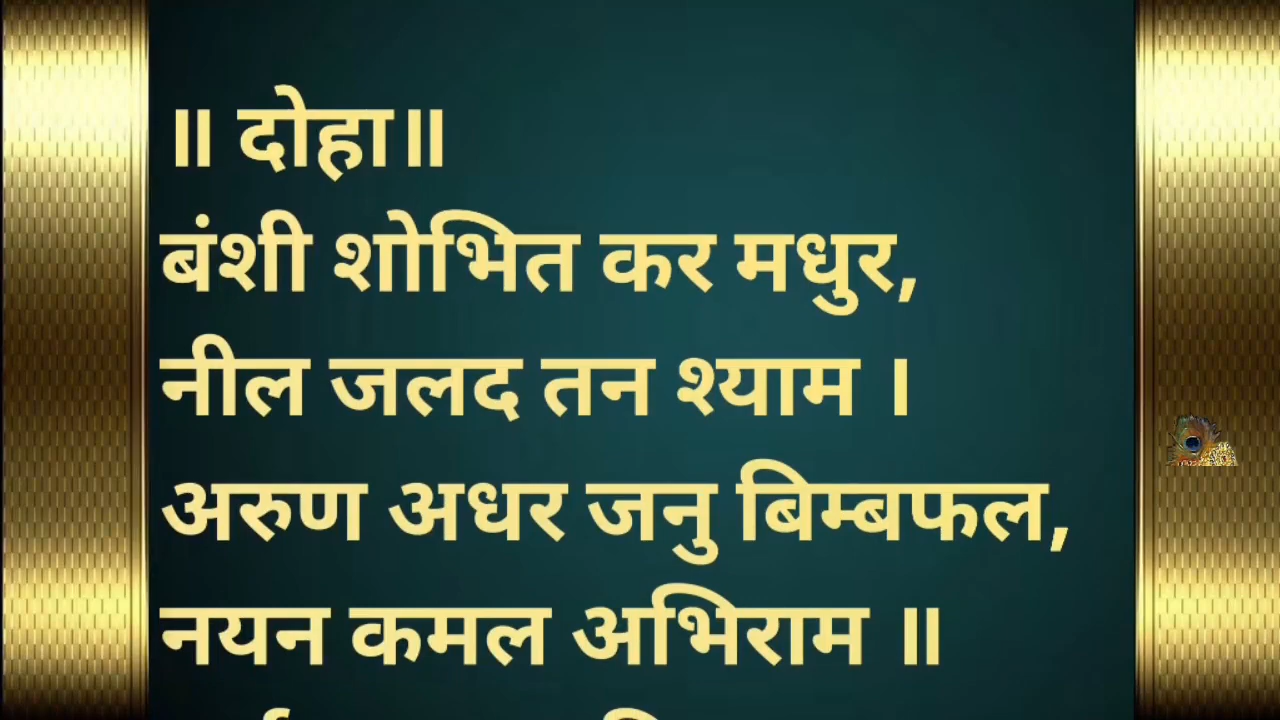 ॥ दोहा॥
बंशी शोभित कर मधुर,
नील जलद तन श्याम ।
अरुण अधर जनु बिम्बफल,
नयन कमल अभिराम ॥